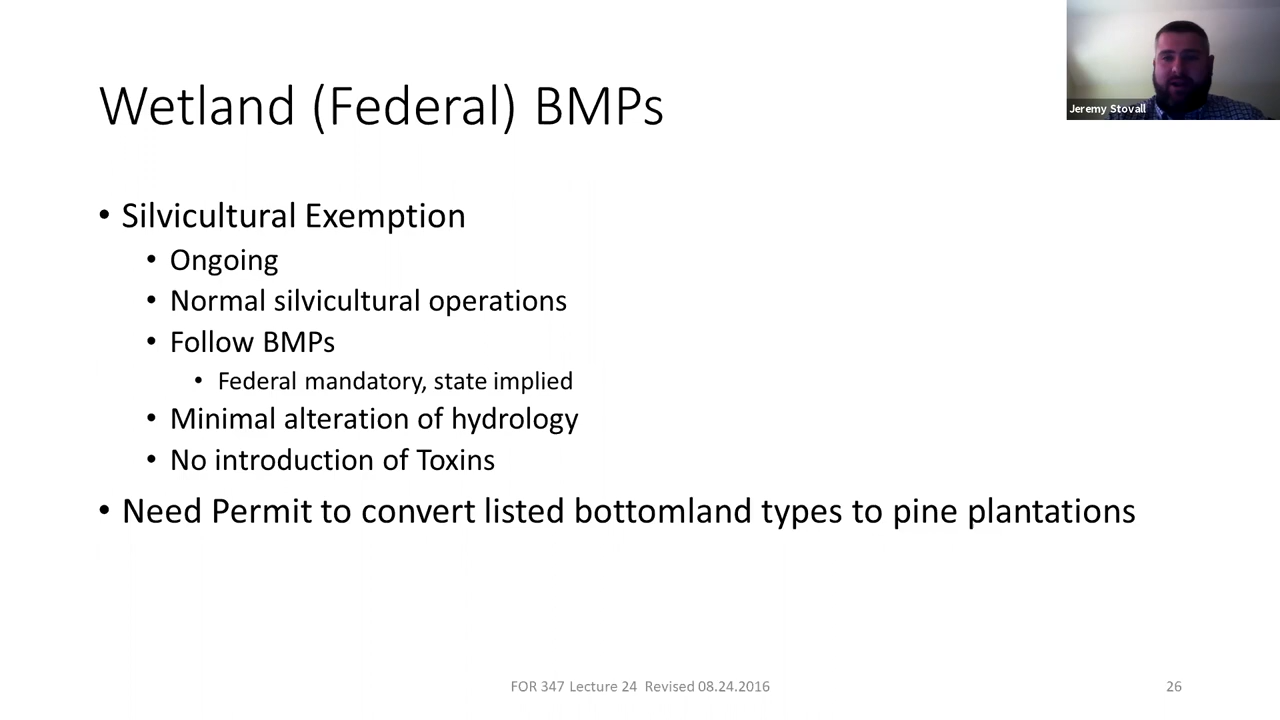 Wetland (Federal) BMPs
Jeremy Stovall
• Silvicultural Exemption
• Ongoing
• Normal silvicultural operations
• Follow BMPs
• Federal mandatory, state implied
• Minimal alteration of hydrology
• No introduction of Toxins
• Need Permit to convert listed bottomland types to pine plantations
FOR 347 Lecture 24 Revised 08.24.2016
26